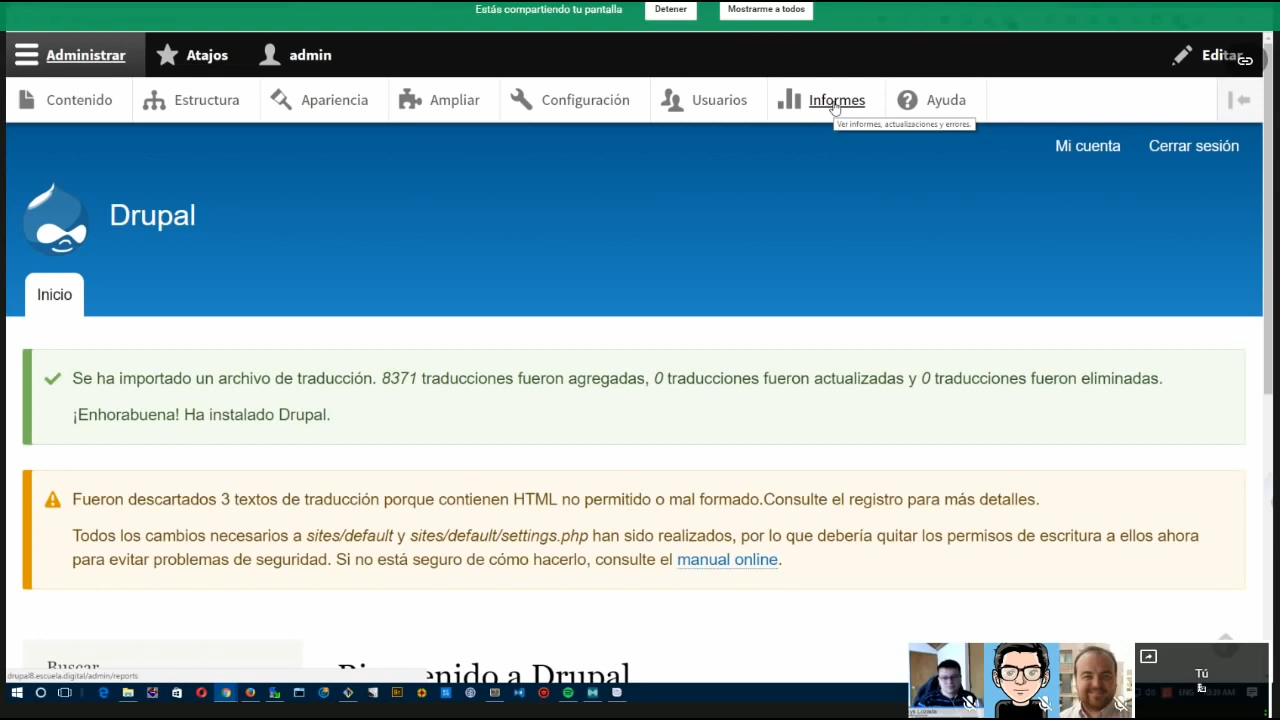 Estás compartiendo tu pantalla Detener Mostrarme a todos
Administrar Atajos admin Editar
Contenido Estructura Apariencia Ampliar Configuración Usuarios Informes Ayuda
Ver informes, actualizaciones y errores.
Mi cuenta Cerrar sesión
Drupal
Inicio
Se ha importado un archivo de traducción. 8371 traducciones fueron agregadas, 0 traducciones fueron actualizadas y 0 traducciones fueron eliminadas.
¡Enhorabuena! Ha instalado Drupal.
Fueron descartados 3 textos de traducción porque contienen HTML no permitido o mal formado.Consulte el registro para más detalles.
Todos los cambios necesarios a sites/default y sites/default/settings.php han sido realizados, por lo que debería quitar los permisos de escritura a ellos ahora
para evitar problemas de seguridad. Si no está seguro de cómo hacerlo, consulte el manual online.
Buscar
Bienvenido a Drupal
drupal8.escuela.digital/admin/reports
Tú
ENG
AM